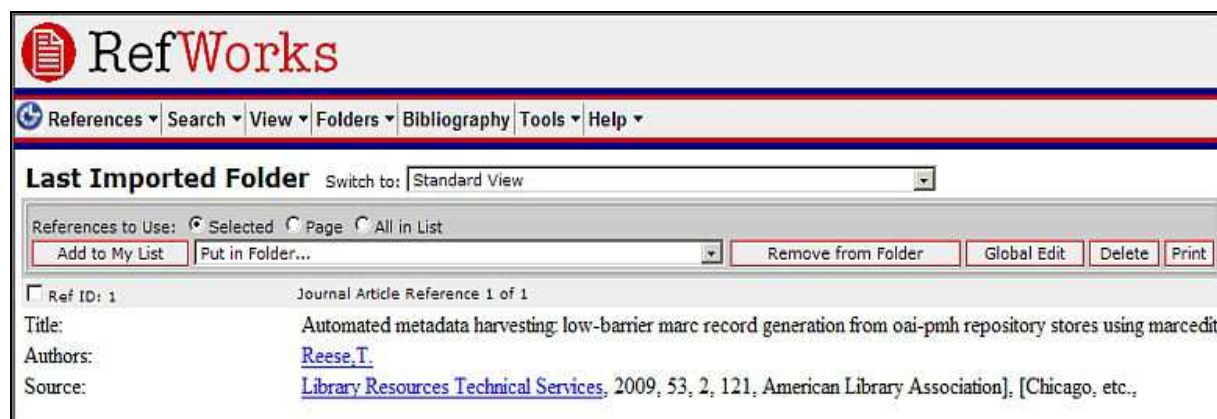 RefWorks
References Search View Folders Bibliography Tools Help
Last Imported Folder Switch to: Standard View
References to Use: Selected Page All in List
Add to My List Put in Folder... Remove from Folder Global Edit Delete Print
Ref ID: 1 Journal Article Reference 1 of 1
Title: Automated metadata harvesting: low-barrier marc record generation from oai-pmh repository stores using marcedit
Authors: Reese,T.
Source: Library Resources Technical Services, 2009, 53, 2, 121, American Library Association], [Chicago, etc.,